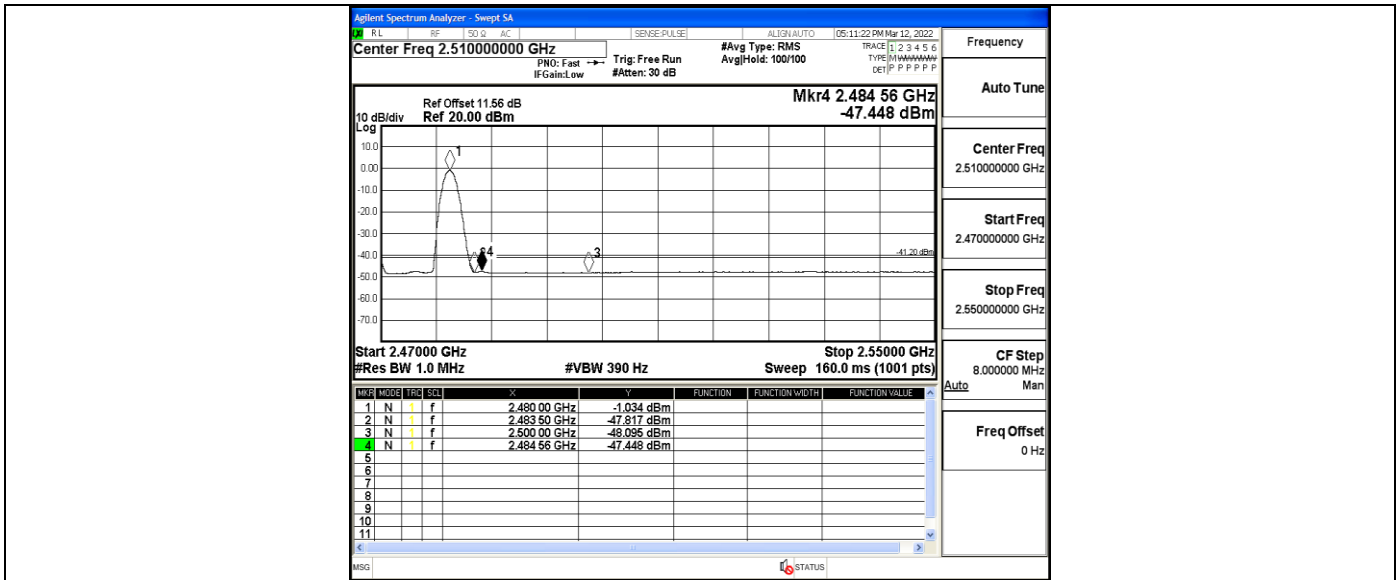 Agilent Spectrum Analyzer - Swept SA
RL RF 50 Ω AC SENSE:PULSE ALIGN AUTO 05:11:22 PM Mar 12, 2022
Center Freq 2.510000000 GHz
PNO: Fast
IFGain:Low
Trig: Free Run
#Atten: 30 dB
#Avg Type: RMS
Avg|Hold: 100/100
TRACE 1 2 3 4 5 6
TYPE M WWWWW
DET P P P P P P
Mkr4 2.484 56 GHz
-47.448 dBm
Ref Offset 11.56 dB
10 dB/div Ref 20.00 dBm
Log
10.0
0.00
-10.0
-20.0
-30.0
-40.0
-50.0
-60.0
-70.0
1
4
3
-41.20 dBm
Start 2.47000 GHz Stop 2.55000 GHz
#Res BW 1.0 MHz #VBW 390 Hz Sweep 160.0 ms (1001 pts)
MKR MODE TRC SCL X Y FUNCTION FUNCTION WIDTH FUNCTION VALUE
1 N 1 f 2.480 00 GHz -1.034 dBm
2 N 1 f 2.483 50 GHz -47.817 dBm
3 N 1 f 2.500 00 GHz -48.095 dBm
4 N 1 f 2.484 56 GHz -47.448 dBm
5
6
7
8
9
10
11
MSG STATUS
Frequency
Auto Tune
Center Freq
2.510000000 GHz
Start Freq
2.470000000 GHz
Stop Freq
2.550000000 GHz
CF Step
8.000000 MHz
Auto Man
Freq Offset
0 Hz